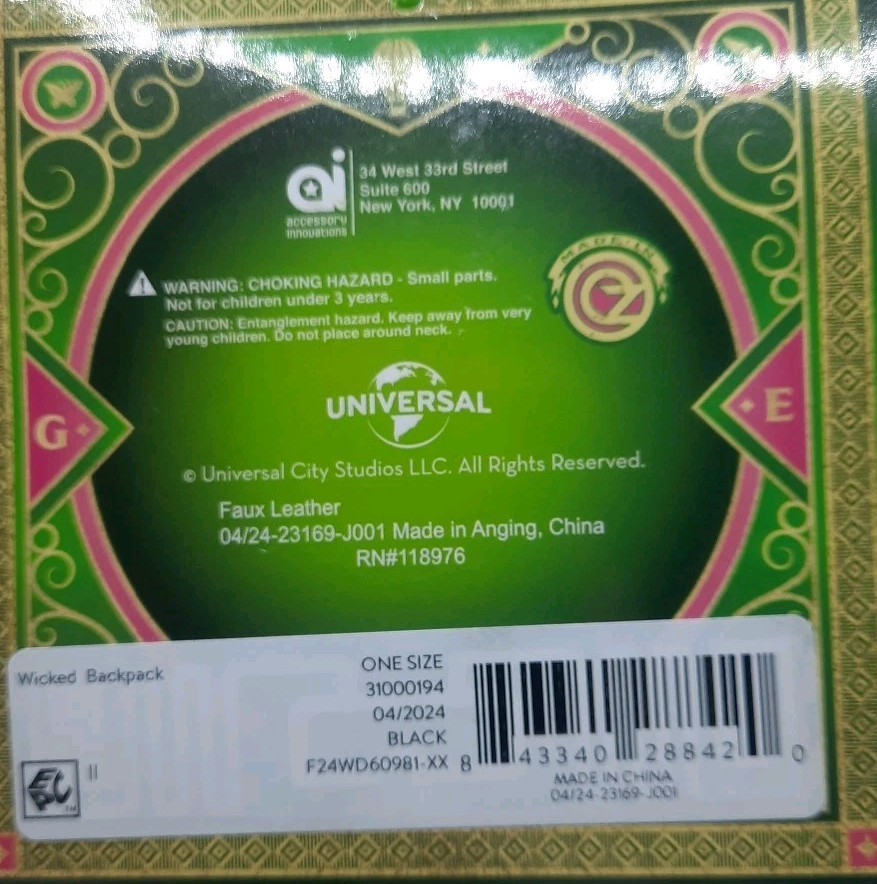 ai
accessory
innovations
34 West 33rd Street
Suite 600
New York, NY 10001
WARNING: CHOKING HAZARD - Small parts.
Not for children under 3 years.
CAUTION: Entanglement hazard. Keep away from very
young children. Do not place around neck.
MADE IN
OZ
UNIVERSAL
G
E
© Universal City Studios LLC. All Rights Reserved.
Faux Leather
04/24-23169-J001 Made in Anging, China
RN#118976
Wicked Backpack
ONE SIZE
31000194
04/2024
BLACK
F24WD60981-XX
8 43340 28842 0
MADE IN CHINA
04/24-23169-J001
II